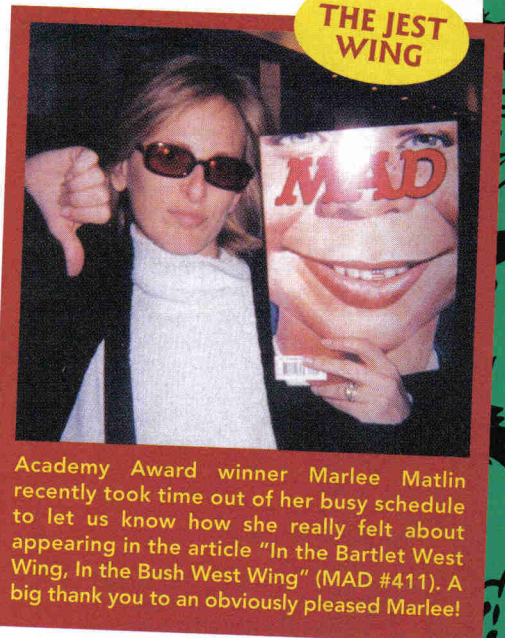 THE JEST
WING
MAD
Academy Award winner Marlee Matlin
recently took time out of her busy schedule
to let us know how she really felt about
appearing in the article “In the Bartlet West
Wing, In the Bush West Wing” (MAD #411). A
big thank you to an obviously pleased Marlee!